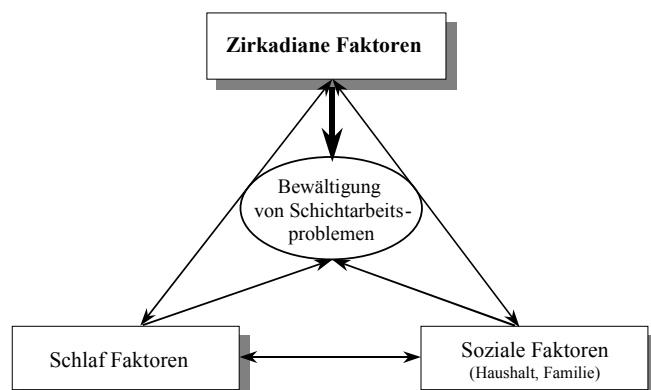 Zirkadiane Faktoren
Bewältigung
von Schichtarbeits-
problemen
Schlaf Faktoren
Soziale Faktoren
(Haushalt, Familie)